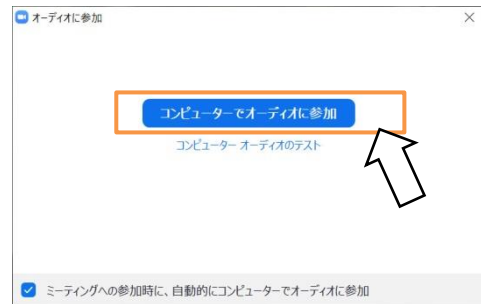 オーディオに参加
コンピューターでオーディオに参加
コンピューター オーディオのテスト
ミーティングへの参加時に、自動的にコンピューターでオーディオに参加